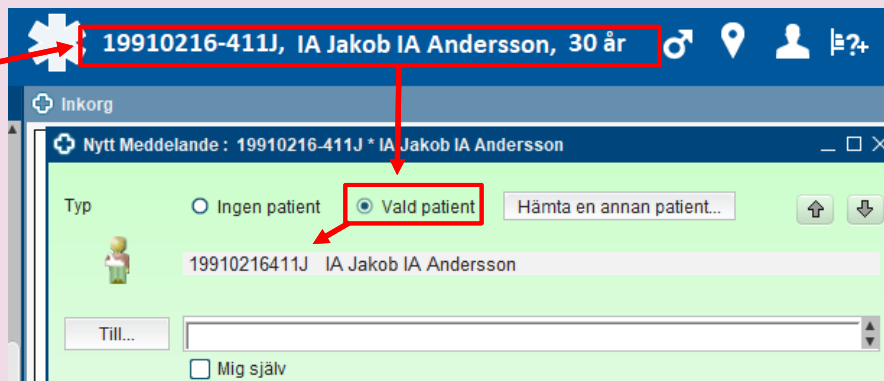 19910216-411J, IA Jakob IA Andersson, 30 år
?+
Inkorg
Nytt Meddelande : 19910216-411J * IA Jakob IA Andersson
Typ Ingen patient Vald patient Hämta en annan patient...
19910216411J IA Jakob IA Andersson
Till...
Mig själv